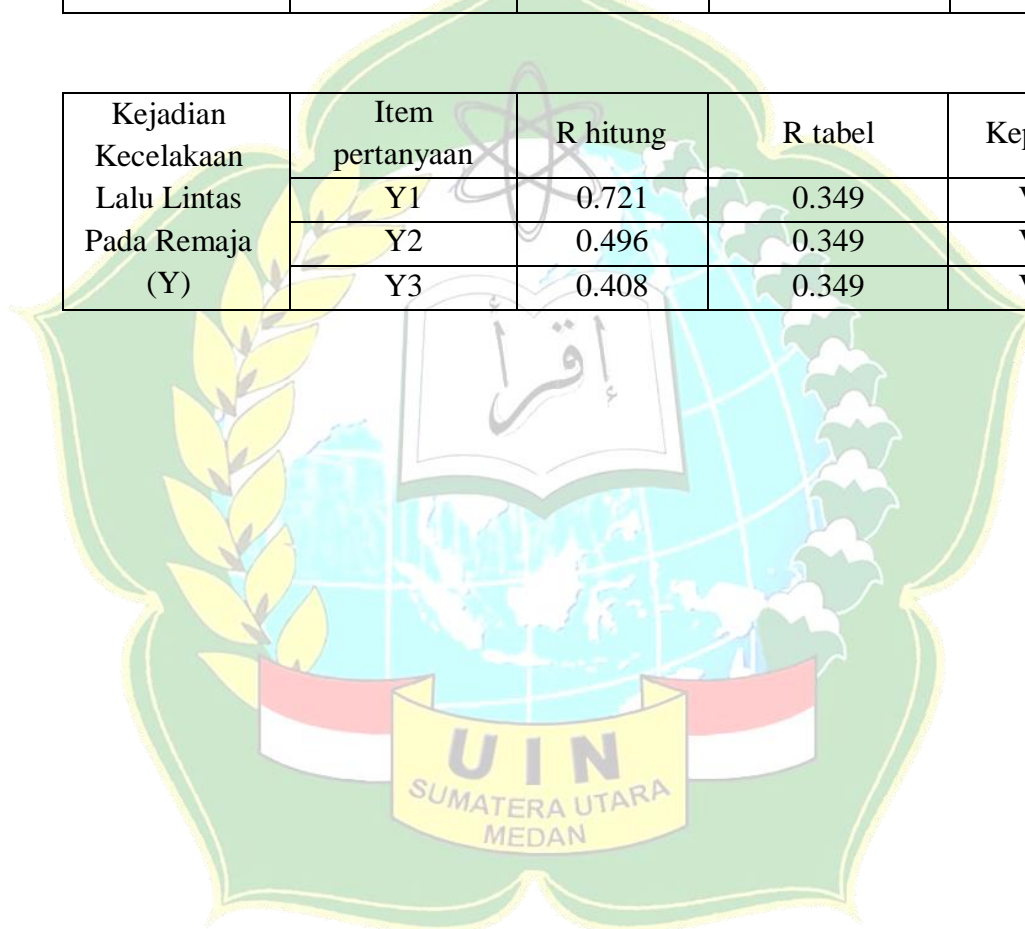 Kejadian Kecelakaan Lalu Lintas Pada Remaja (Y) Item pertanyaan R hitung R tabel
Y1 0.721 0.349
Y2 0.496 0.349
Y3 0.408 0.349
إقرأ
UIN
SUMATERA UTARA
MEDAN